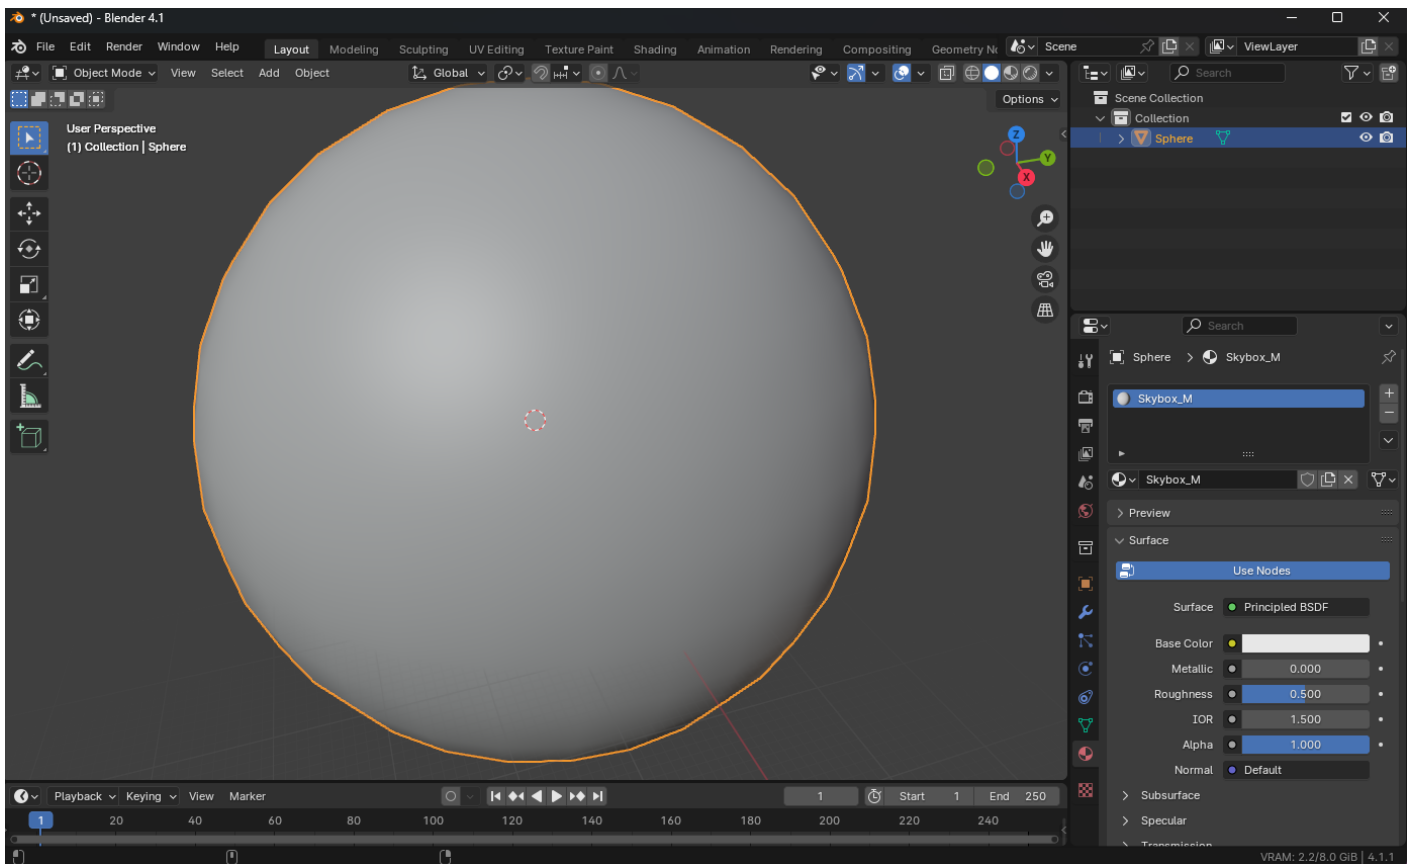 * (Unsaved) - Blender 4.1
File Edit Render Window Help Layout Modeling Sculpting UV Editing Texture Paint Shading Animation Rendering Compositing Geometry No Scene ViewLayer
Object Mode View Select Add Object Global Search
Options
User Perspective
(1) Collection | Sphere
Z
Y
X
Scene Collection
Collection
Sphere
Search
Sphere > Skybox_M
Skybox_M
Skybox_M
Preview
Surface
Use Nodes
Surface Principled BSDF
Base Color
Metallic 0.000
Roughness 0.500
IOR 1.500
Alpha 1.000
Normal Default
Subsurface
Specular
Transmission
Playback Keying View Marker 1 Start 1 End 250
1 20 40 60 80 100 120 140 160 180 200 220 240
VRAM: 2.2/8.0 GiB | 4.1.1